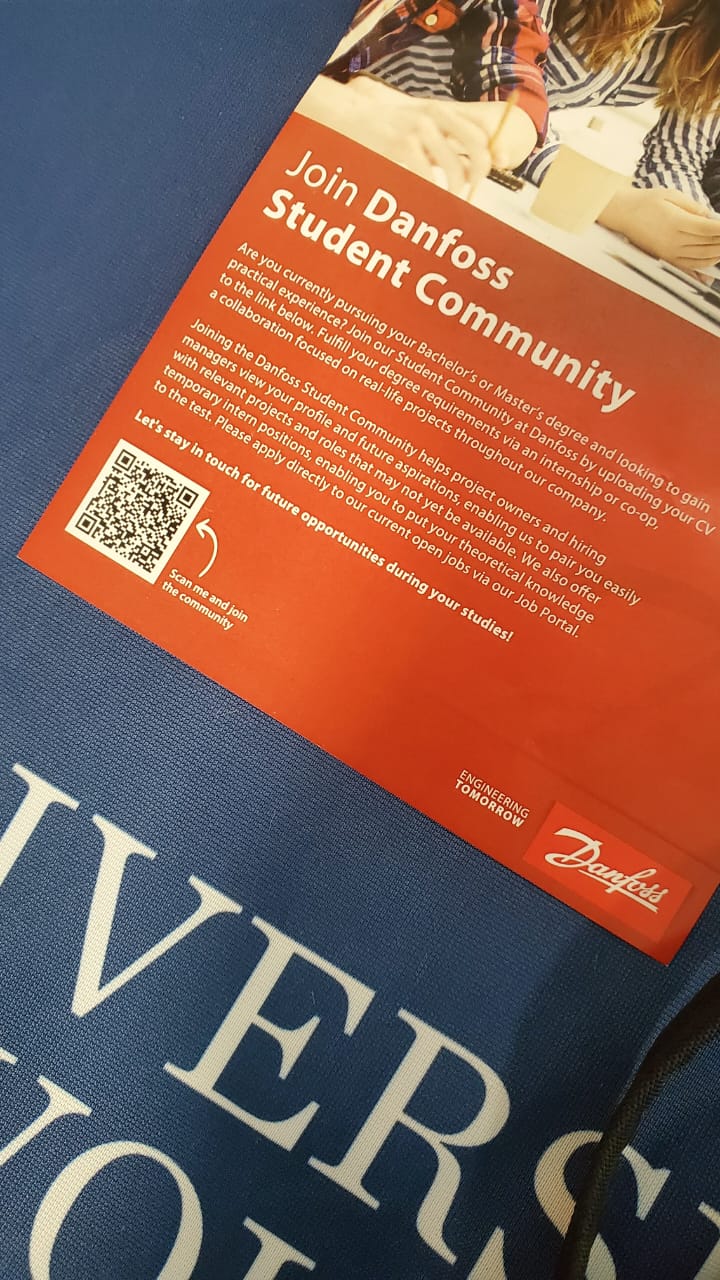 Join Danfoss
Student Community
Are you currently pursuing your Bachelor's or Master's degree and looking to gain
practical experience? Join our Student Community at Danfoss by uploading your CV
to the link below. Fulfill your degree requirements via an internship or co-op,
a collaboration focused on real-life projects throughout our company.
Joining the Danfoss Student Community helps project owners and hiring
managers view your profile and future aspirations, enabling us to pair you easily
with relevant projects and roles that may not yet be available. We also offer
temporary intern positions, enabling you to put your theoretical knowledge
to the test. Please apply directly to our current open jobs via our Job Portal.
Let's stay in touch for future opportunities during your studies!
Scan me and join
the community
ENGINEERING
TOMORROW
Danfoss
IVERSI